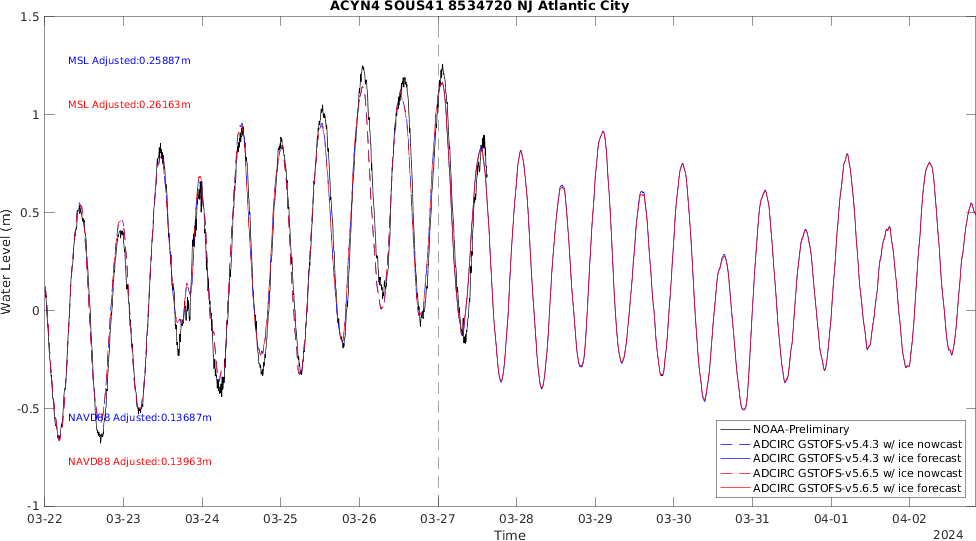 ACYN4 SOUS41 8534720 NJ Atlantic City
1.5
1
0.5
0
-0.5
-1
Water Level (m)
MSL Adjusted:0.25887m
MSL Adjusted:0.26163m
NAVD88 Adjusted:0.13687m
NAVD88 Adjusted:0.13963m
NOAA-Preliminary
ADCIRC GSTOFS-v5.4.3 w/ ice nowcast
ADCIRC GSTOFS-v5.4.3 w/ ice forecast
ADCIRC GSTOFS-v5.6.5 w/ ice nowcast
ADCIRC GSTOFS-v5.6.5 w/ ice forecast
03-22 03-23 03-24 03-25 03-26 03-27 03-28 03-29 03-30 03-31 04-01 04-02
Time
2024